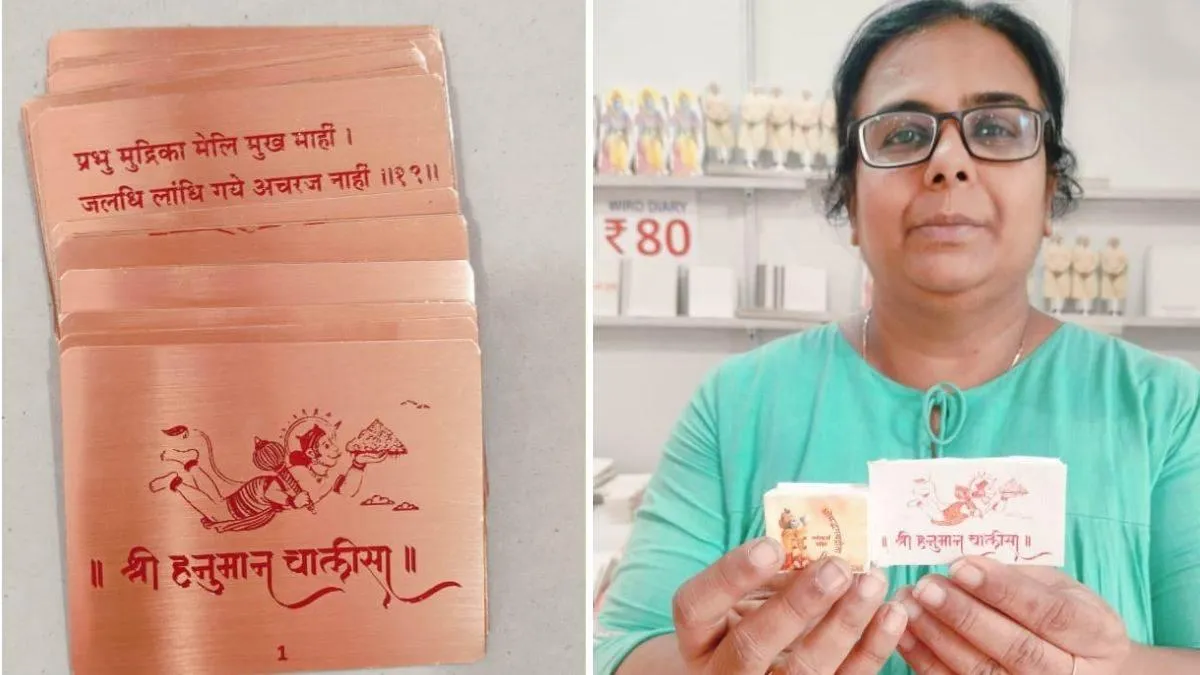 प्रभु मुद्रिका मेलि मुख माहीं ।
जलधि लांघि गये अचरज नाहीं ॥१९॥
॥ श्री हनुमान चालीसा ॥
1
WIRO DIARY
₹80
॥ श्री हनुमान चालीसा ॥